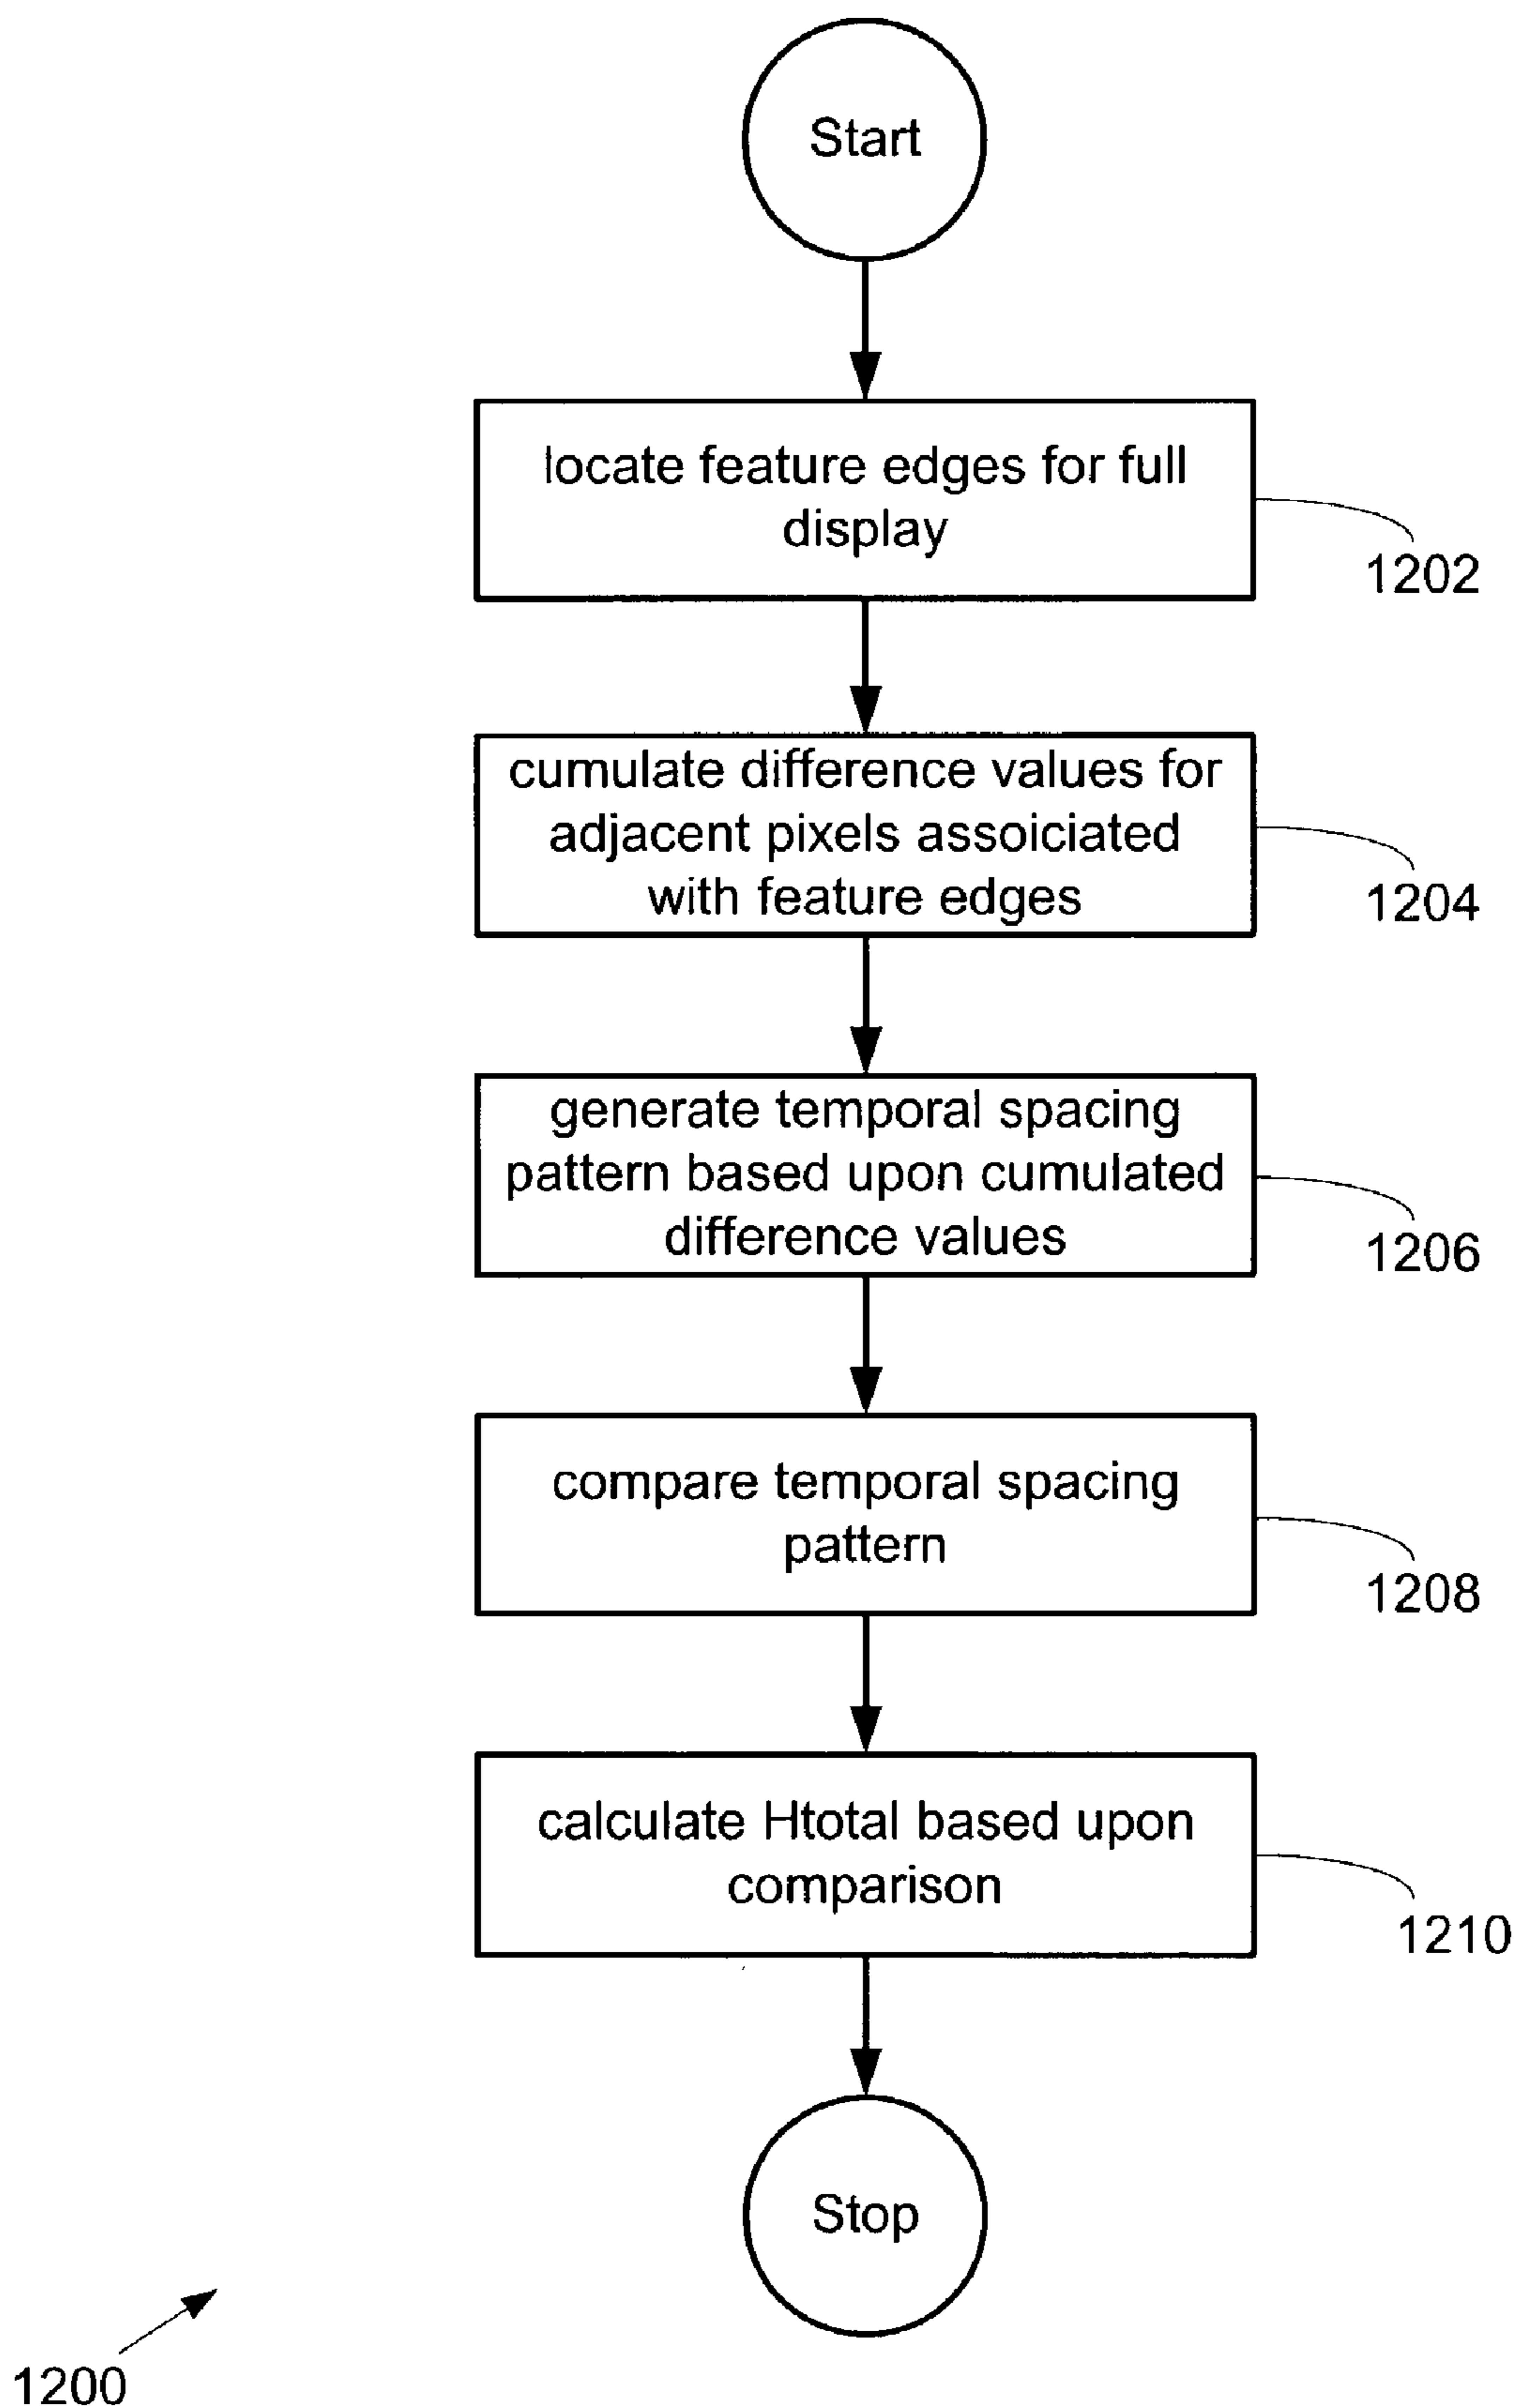 Start
locate feature edges for full
display
1202
cumulate difference values for
adjacent pixels assoiciated
with feature edges
1204
generate temporal spacing
pattern based upon cumulated
difference values
1206
compare temporal spacing
pattern
1208
calculate Htotal based upon
comparison
1210
Stop
1200